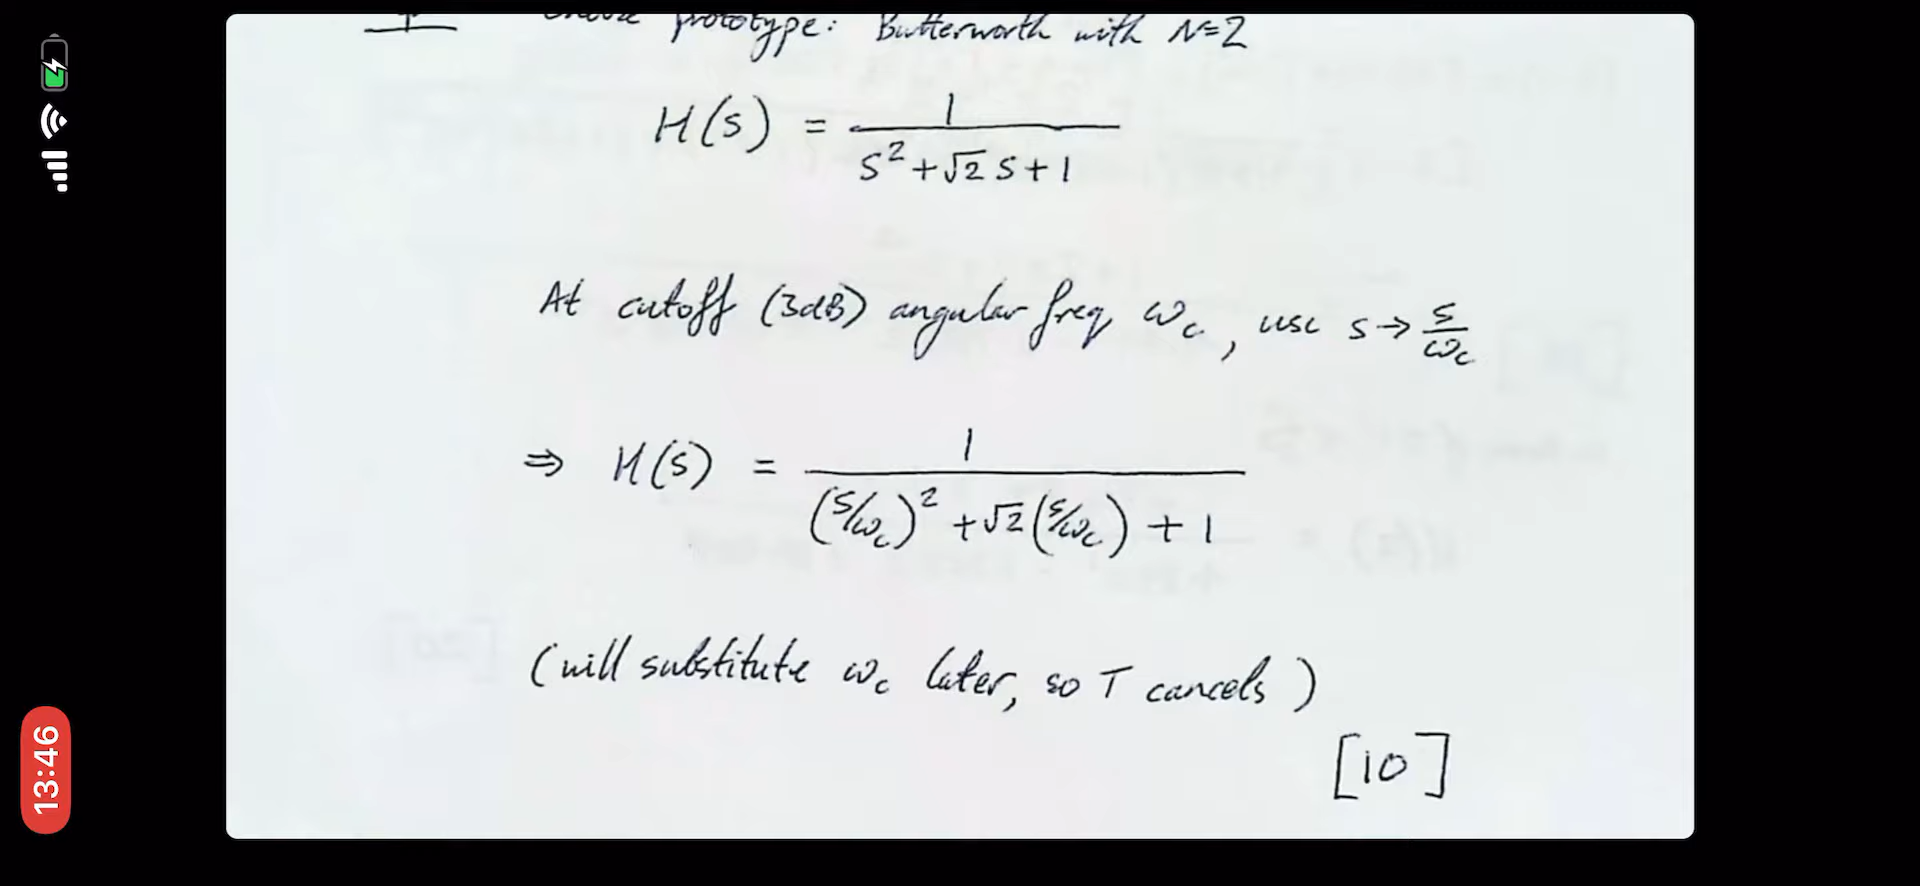 prototype: Butterworth with N=2
H(s) = 1 / (s² + √2 s + 1)
At cutoff (3dB) angular freq ω_c, use s → s/ω_c
⇒ H(s) = 1 / ((s/ω_c)² + √2 (s/ω_c) + 1)
(will substitute ω_c later, so T cancels)
[10]
13:46